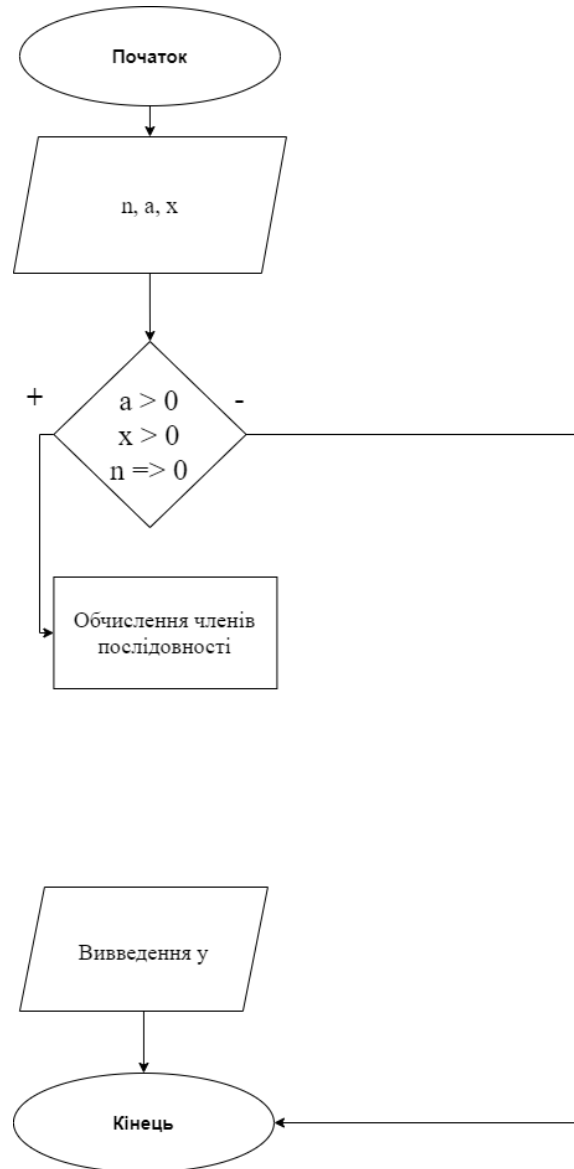 Початок
n, a, x
+
-
a > 0
x > 0
n => 0
Обчислення членів
послідовності
Вивведення y
Кінець